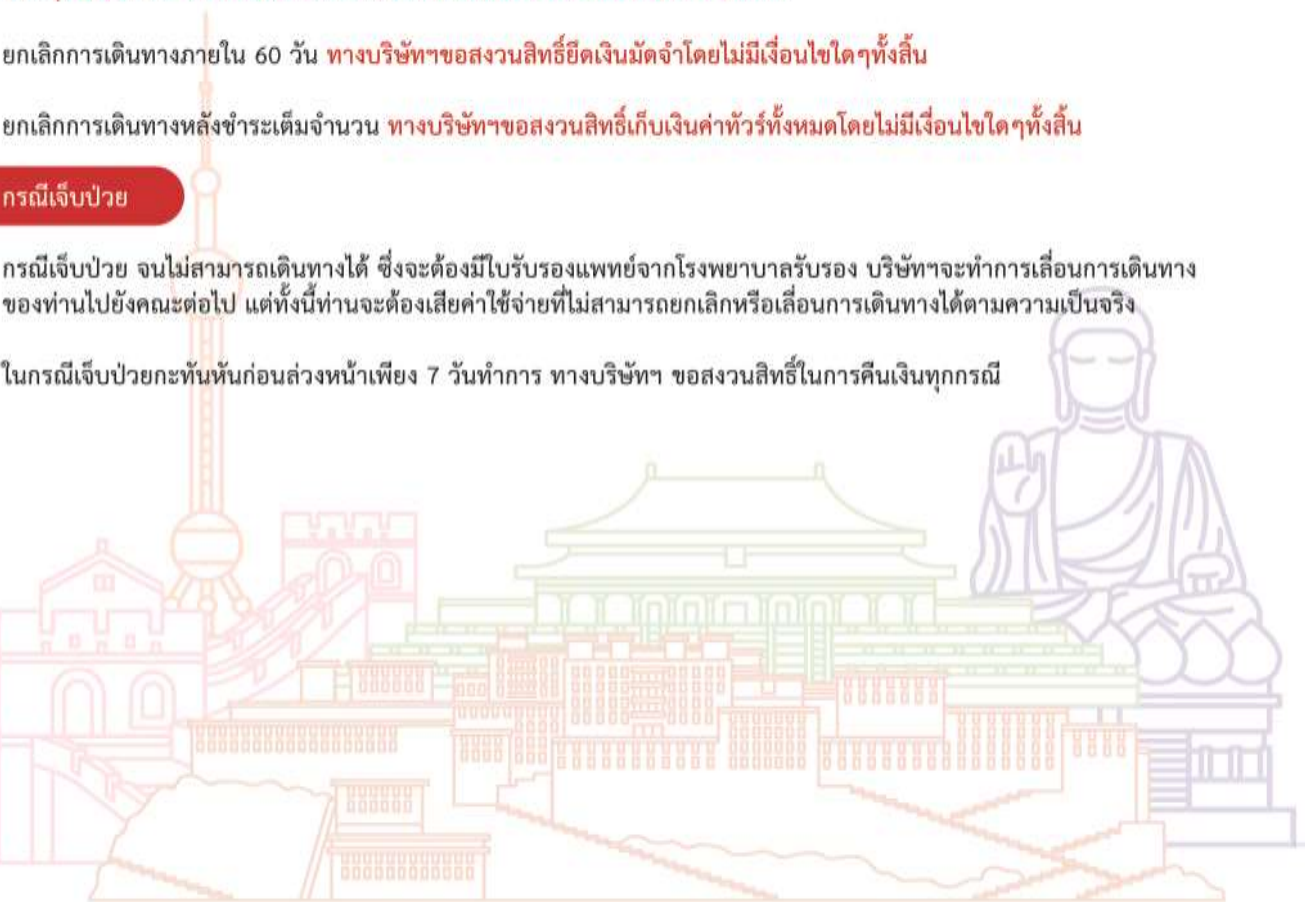 ยกเลิกการเดินทางภายใน 60 วัน ทางบริษัทฯขอสงวนสิทธิ์ยึดเงินมัดจำโดยไม่มีเงื่อนไขใดๆทั้งสิ้น
ยกเลิกการเดินทางหลังชำระเต็มจำนวน ทางบริษัทฯขอสงวนสิทธิ์เก็บเงินค่าทัวร์ทั้งหมดโดยไม่มีเงื่อนไขใดๆทั้งสิ้น
กรณีเจ็บป่วย
กรณีเจ็บป่วย จนไม่สามารถเดินทางได้ ซึ่งจะต้องมีใบรับรองแพทย์จากโรงพยาบาลรับรอง บริษัทฯจะทำการเลื่อนการเดินทาง
ของท่านไปยังคณะต่อไป แต่ทั้งนี้ท่านจะต้องเสียค่าใช้จ่ายที่ไม่สามารถยกเลิกหรือเลื่อนการเดินทางได้ตามความเป็นจริง
ในกรณีเจ็บป่วยกะทันหันก่อนล่วงหน้าเพียง 7 วันทำการ ทางบริษัทฯ ขอสงวนสิทธิ์ในการคืนเงินทุกกรณี